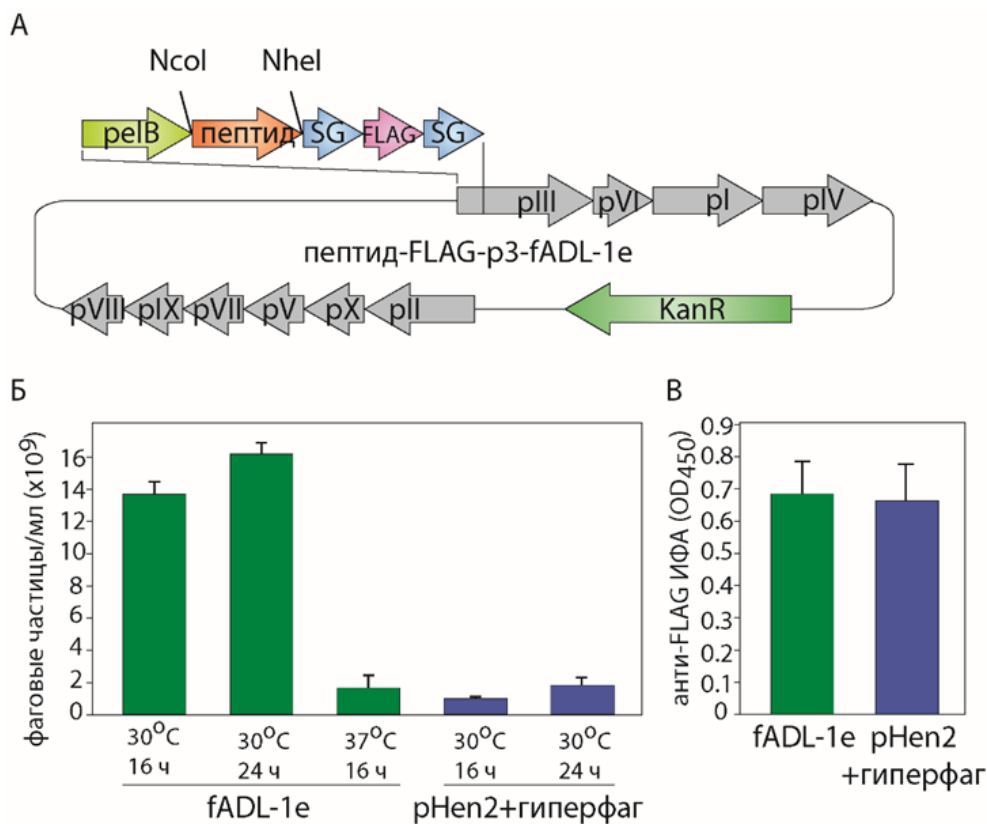 А
NcoI NheI
pelB пептид SG FLAG SG
pIII pVI pI pIV
пептид-FLAG-p3-fADL-1e
pVIII pIX pVII pV pX pII KanR
Б
фаговые частицы/мл (x10⁹)
16
14
12
10
8
6
4
2
0
30°C 30°C 37°C 30°C 30°C
16 ч 24 ч 16 ч 16 ч 24 ч
fADL-1e pHen2+гиперфаг
В
анти-FLAG ИФА (OD450)
0.9
0.8
0.7
0.6
0.5
0.4
0.3
0.2
0.1
0
fADL-1e pHen2
+гиперфаг